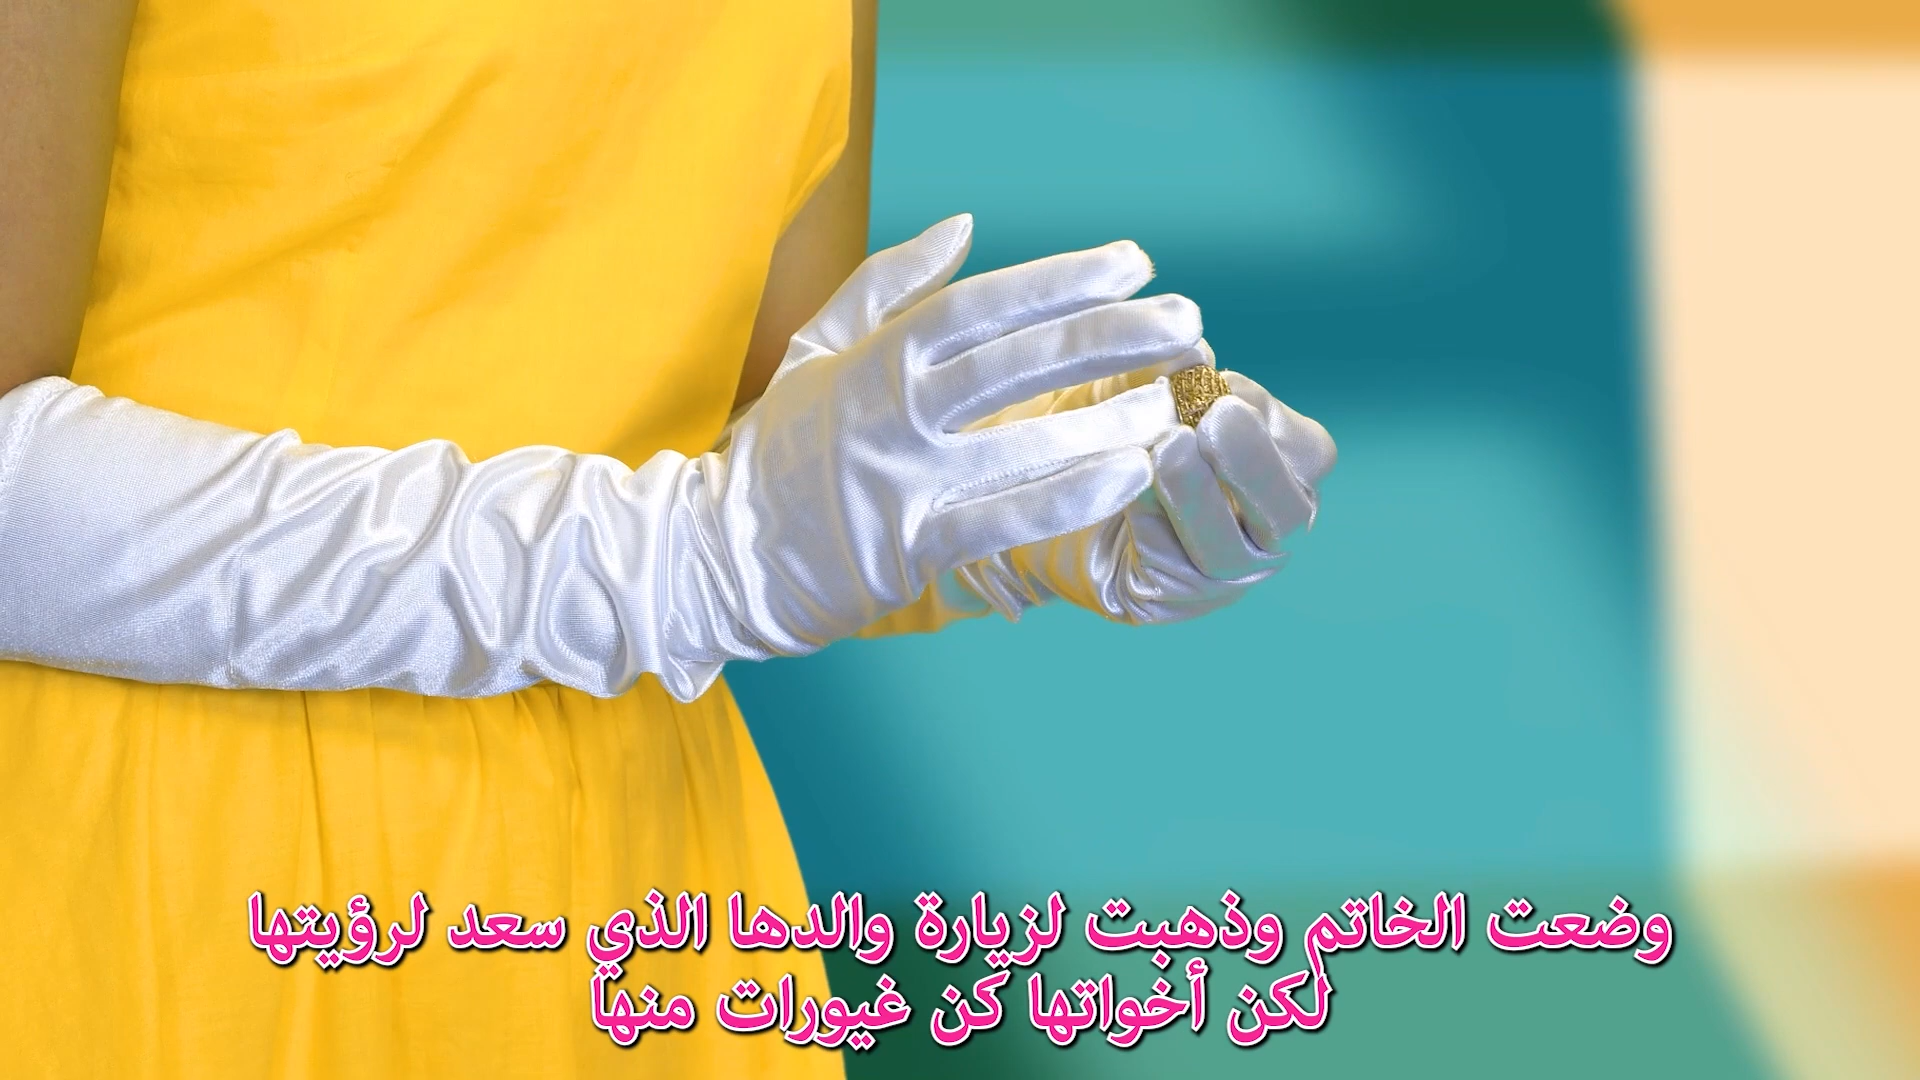 وضعت الخاتم وذهبت لزيارة والدها الذي سعد لرؤيتها
لكن أخواتها كن غيورات منها